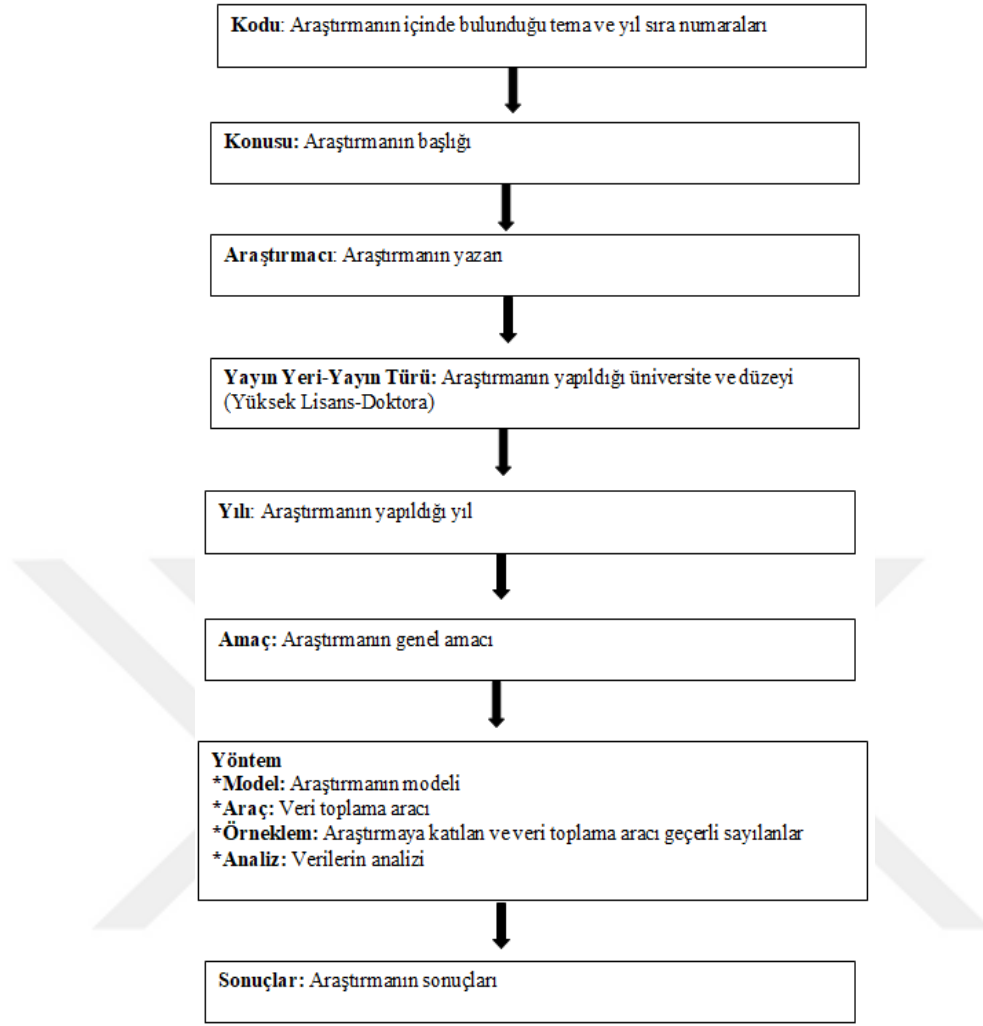 Kodu: Araştırmanın içinde bulunduğu tema ve yıl sıra numaraları
Konusu: Araştırmanın başlığı
Araştırmacı: Araştırmanın yazarı
Yayın Yeri-Yayın Türü: Araştırmanın yapıldığı üniversite ve düzeyi
(Yüksek Lisans-Doktora)
Yılı: Araştırmanın yapıldığı yıl
Amaç: Araştırmanın genel amacı
Yöntem
*Model: Araştırmanın modeli
*Araç: Veri toplama aracı
*Örneklem: Araştırmaya katılan ve veri toplama aracı geçerli sayılanlar
*Analiz: Verilerin analizi
Sonuçlar: Araştırmanın sonuçları